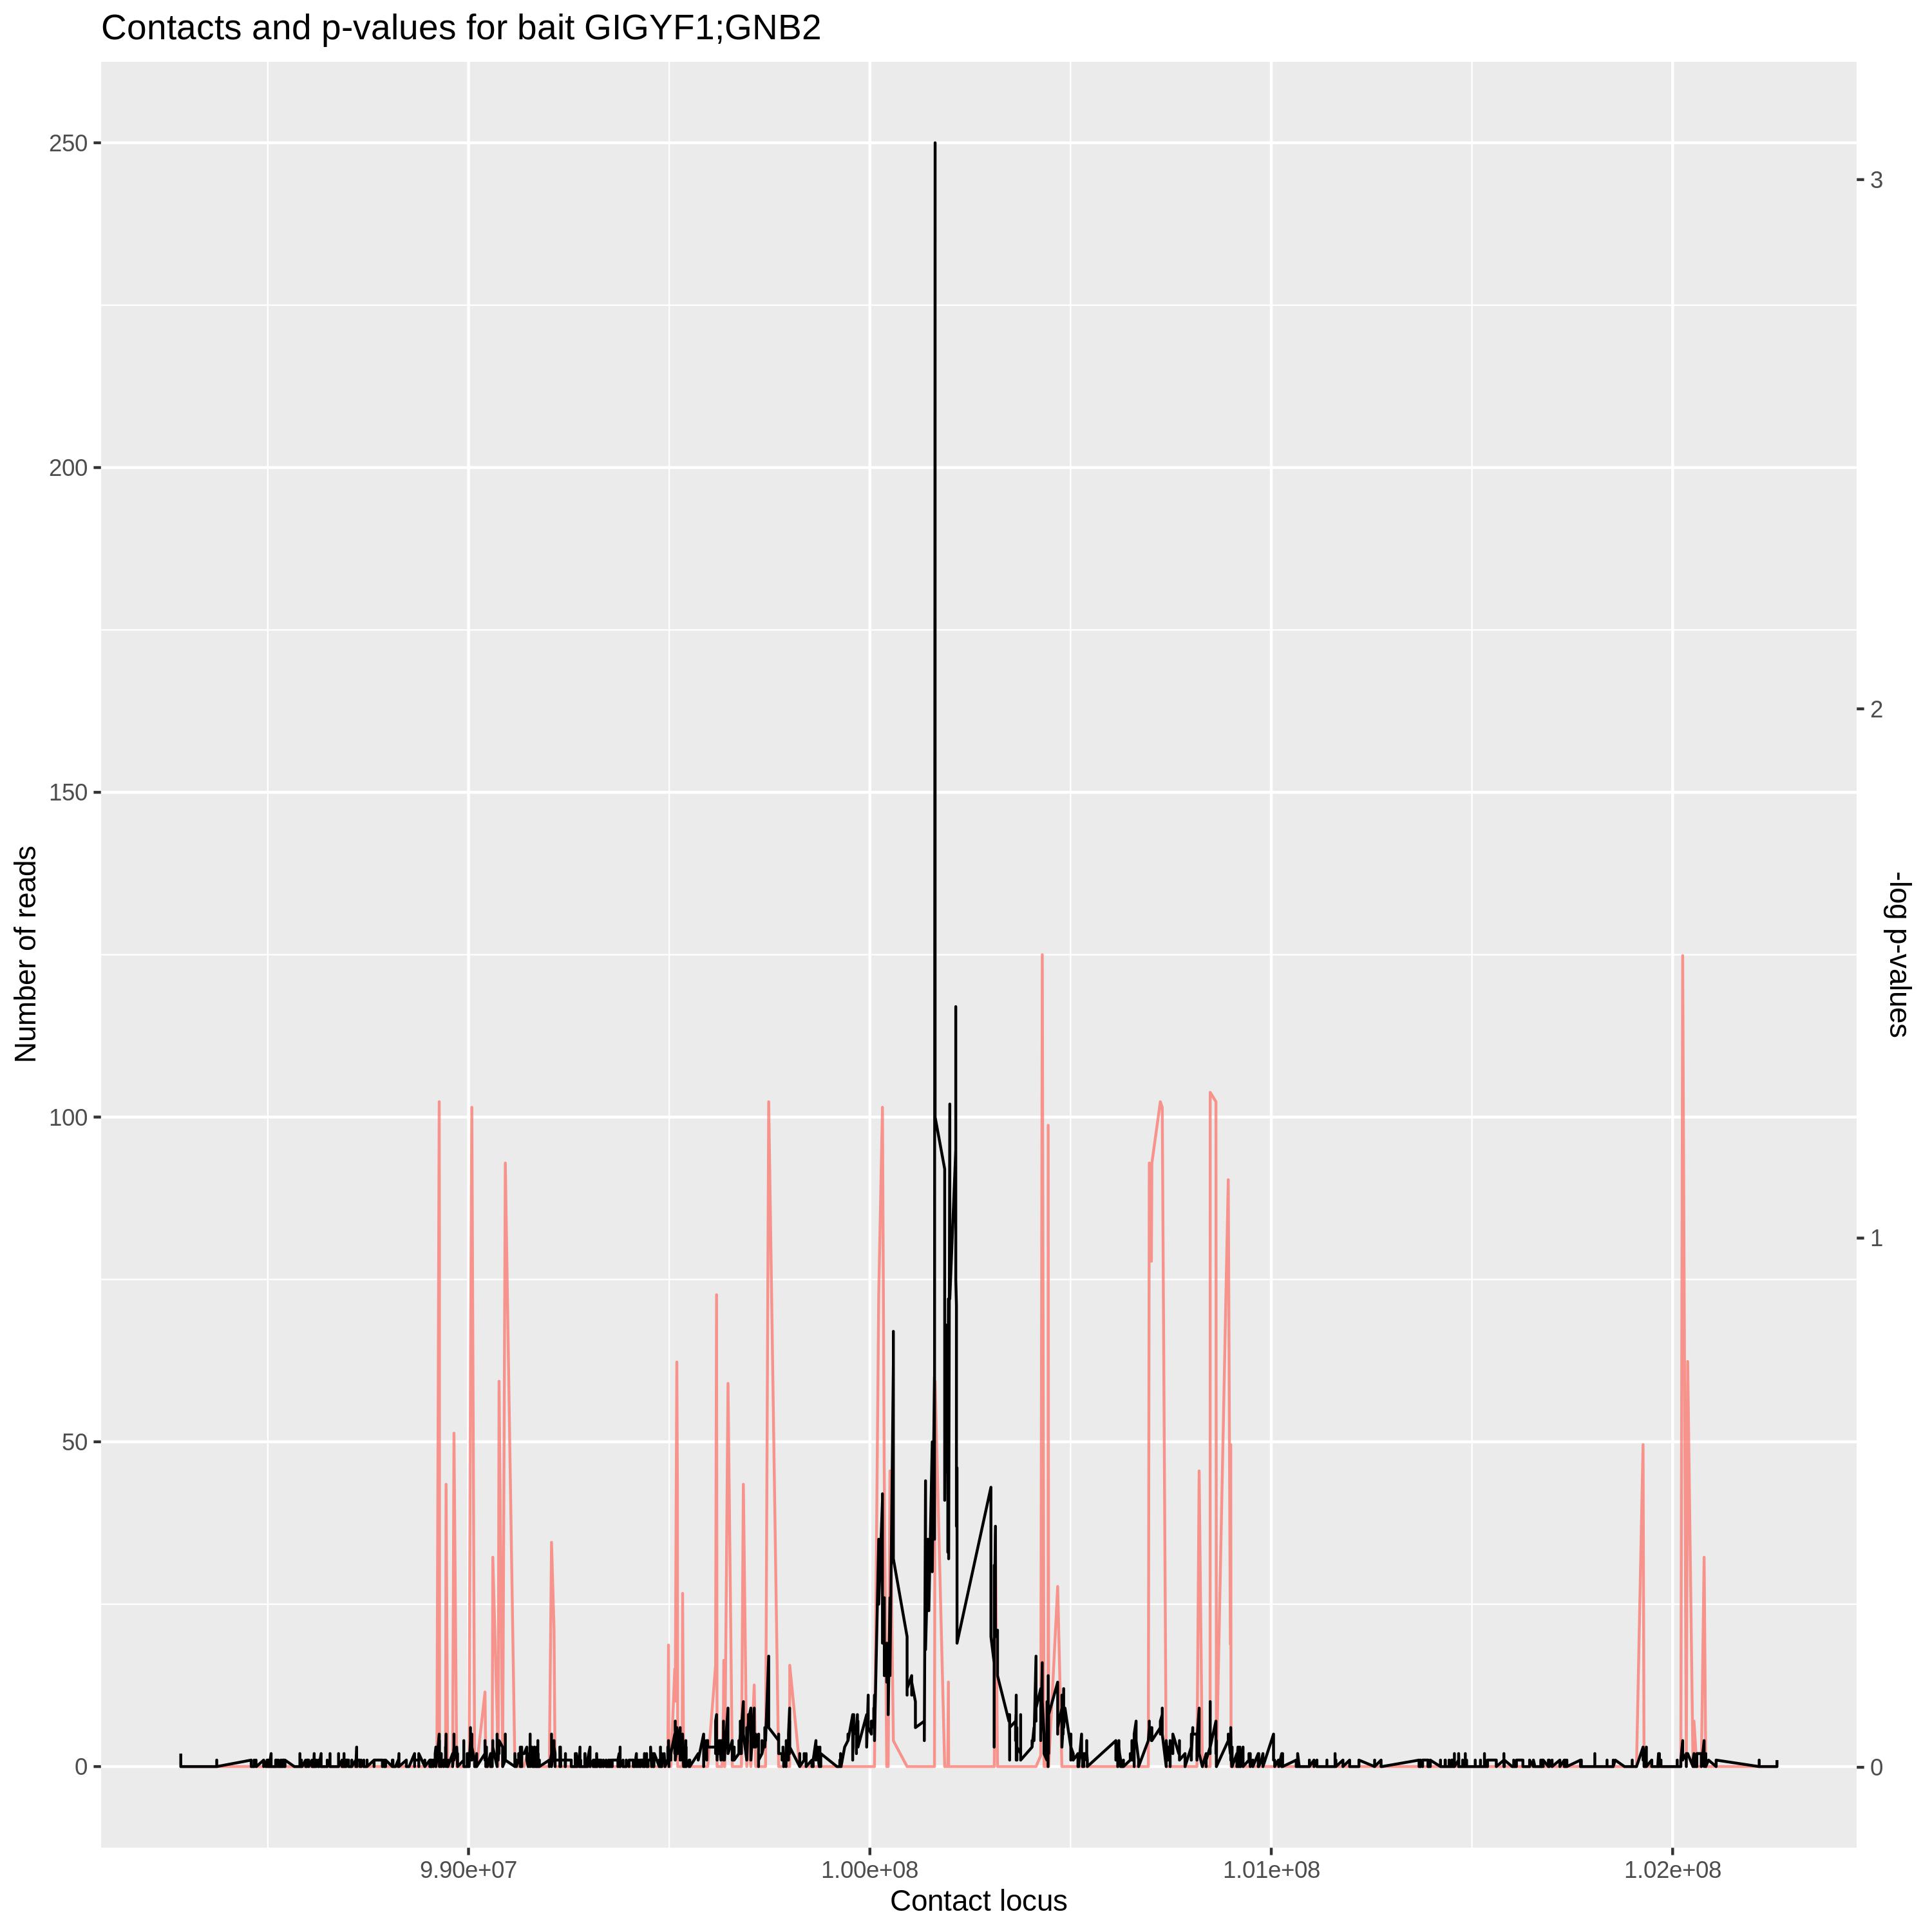 Contacts and p-values for bait GIGYF1;GNB2
250
200
150
100
50
0
Number of reads
3
2
1
0
-log p-values
9.90e+07
1.00e+08
1.01e+08
1.02e+08
Contact locus